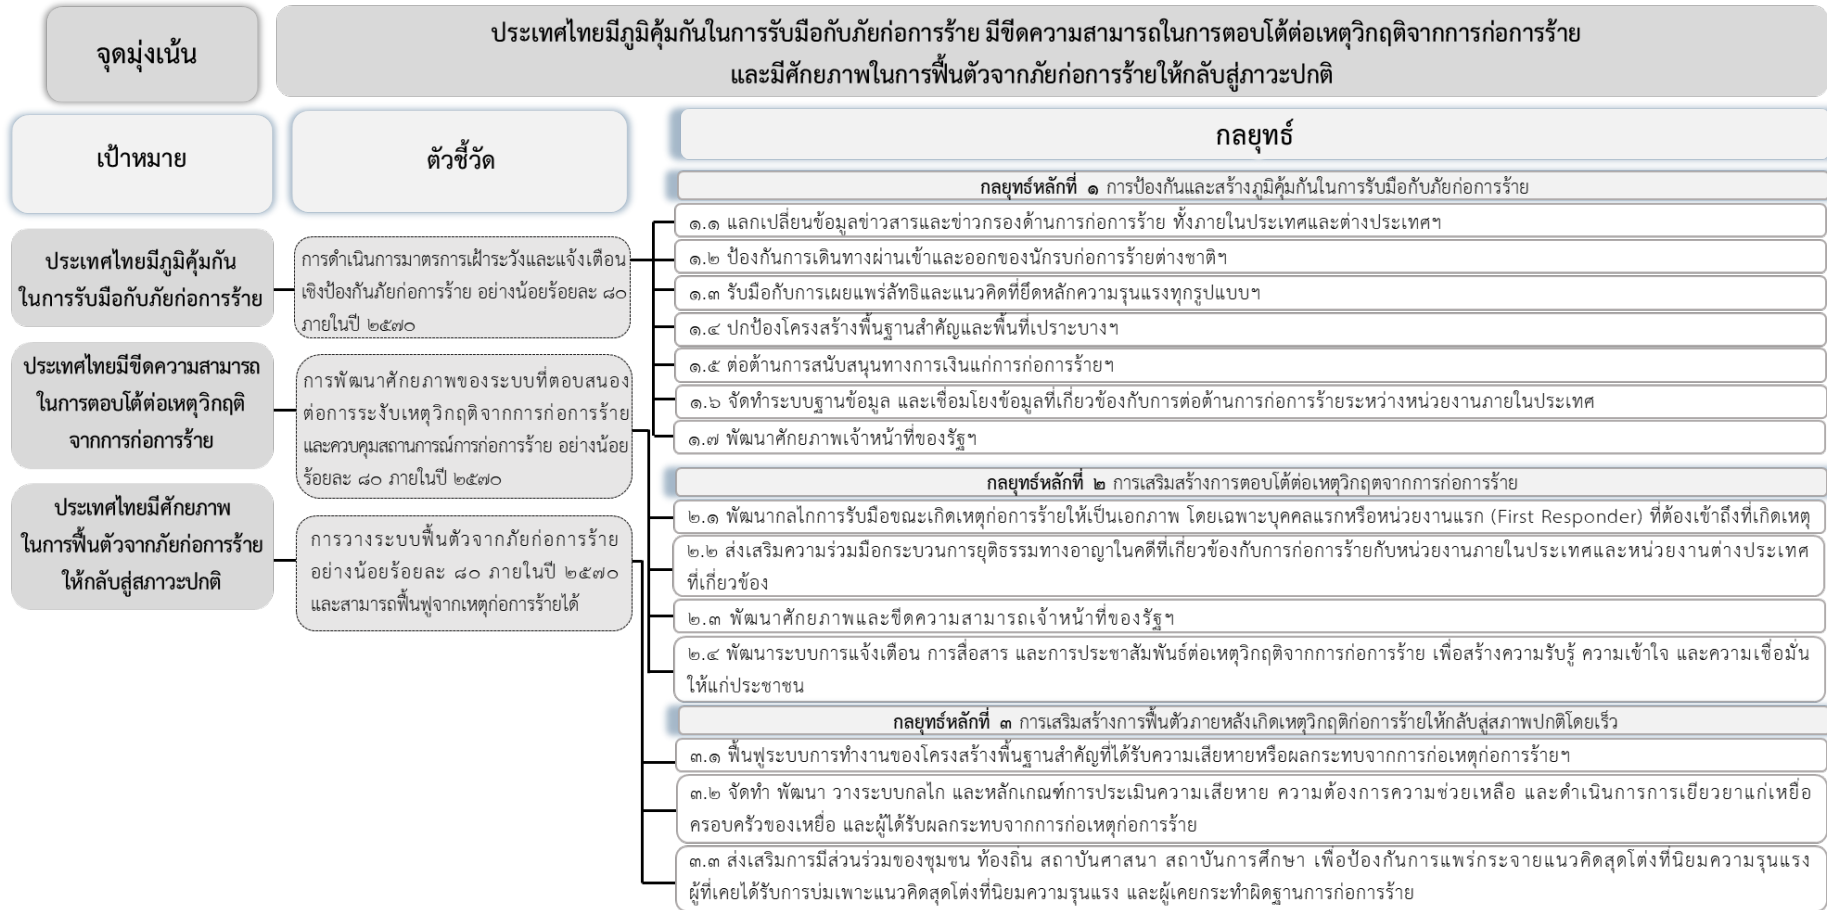 จุดมุ่งเน้น
ประเทศไทยมีภูมิคุ้มกันในการรับมือกับภัยก่อการร้าย มีขีดความสามารถในการตอบโต้ต่อเหตุวิกฤติจากการก่อการร้าย
และมีศักยภาพในการฟื้นตัวจากภัยก่อการร้ายให้กลับสู่ภาวะปกติ
เป้าหมาย
ตัวชี้วัด
กลยุทธ์
ประเทศไทยมีภูมิคุ้มกัน
ในการรับมือกับภัยก่อการร้าย
การดำเนินการมาตรการเฝ้าระวังและแจ้งเตือน
เชิงป้องกันภัยก่อการร้าย อย่างน้อยร้อยละ ๘๐
ภายในปี ๒๕๗๐
ประเทศไทยมีขีดความสามารถ
ในการตอบโต้ต่อเหตุวิกฤติ
จากการก่อการร้าย
การพัฒนาศักยภาพของระบบที่ตอบสนอง
ต่อการระงับเหตุวิกฤติจากการก่อการร้าย
และควบคุมสถานการณ์การก่อการร้าย อย่างน้อย
ร้อยละ ๘๐ ภายในปี ๒๕๗๐
ประเทศไทยมีศักยภาพ
ในการฟื้นตัวจากภัยก่อการร้าย
ให้กลับสู่สภาวะปกติ
การวางระบบฟื้นตัวจากภัยก่อการร้าย
อย่างน้อยร้อยละ ๘๐ ภายในปี ๒๕๗๐
และสามารถฟื้นฟูจากเหตุก่อการร้ายได้
กลยุทธ์หลักที่ ๑ การป้องกันและสร้างภูมิคุ้มกันในการรับมือกับภัยก่อการร้าย
๑.๑ แลกเปลี่ยนข้อมูลข่าวสารและข่าวกรองด้านการก่อการร้าย ทั้งภายในประเทศและต่างประเทศฯ
๑.๒ ป้องกันการเดินทางผ่านเข้าและออกของนักรบก่อการร้ายต่างชาติฯ
๑.๓ รับมือกับการเผยแพร่ลัทธิและแนวคิดที่ยึดหลักความรุนแรงทุกรูปแบบฯ
๑.๔ ปกป้องโครงสร้างพื้นฐานสำคัญและพื้นที่เปราะบางฯ
๑.๕ ต่อต้านการสนับสนุนทางการเงินแก่การก่อการร้ายฯ
๑.๖ จัดทำระบบฐานข้อมูล และเชื่อมโยงข้อมูลที่เกี่ยวข้องกับการต่อต้านการก่อการร้ายระหว่างหน่วยงานภายในประเทศ
๑.๗ พัฒนาศักยภาพเจ้าหน้าที่ของรัฐฯ
กลยุทธ์หลักที่ ๒ การเสริมสร้างการตอบโต้ต่อเหตุวิกฤตจากการก่อการร้าย
๒.๑ พัฒนากลไกการรับมือขณะเกิดเหตุก่อการร้ายให้เป็นเอกภาพ โดยเฉพาะบุคคลแรกหรือหน่วยงานแรก (First Responder) ที่ต้องเข้าถึงที่เกิดเหตุ
๒.๒ ส่งเสริมความร่วมมือกระบวนการยุติธรรมทางอาญาในคดีที่เกี่ยวข้องกับการก่อการร้ายกับหน่วยงานภายในประเทศและหน่วยงานต่างประเทศ
ที่เกี่ยวข้อง
๒.๓ พัฒนาศักยภาพและขีดความสามารถเจ้าหน้าที่ของรัฐฯ
๒.๔ พัฒนาระบบการแจ้งเตือน การสื่อสาร และการประชาสัมพันธ์ต่อเหตุวิกฤติจากการก่อการร้าย เพื่อสร้างความรับรู้ ความเข้าใจ และความเชื่อมั่น
ให้แก่ประชาชน
กลยุทธ์หลักที่ ๓ การเสริมสร้างการฟื้นตัวภายหลังเกิดเหตุวิกฤติก่อการร้ายให้กลับสู่สภาพปกติโดยเร็ว
๓.๑ ฟื้นฟูระบบการทำงานของโครงสร้างพื้นฐานสำคัญที่ได้รับความเสียหายหรือผลกระทบจากการก่อเหตุก่อการร้ายฯ
๓.๒ จัดทำ พัฒนา วางระบบกลไก และหลักเกณฑ์การประเมินความเสียหาย ความต้องการความช่วยเหลือ และดำเนินการการเยียวยาแก่เหยื่อ
ครอบครัวของเหยื่อ และผู้ได้รับผลกระทบจากการก่อเหตุก่อการร้าย
๓.๓ ส่งเสริมการมีส่วนร่วมของชุมชน ท้องถิ่น สถาบันศาสนา สถาบันการศึกษา เพื่อป้องกันการแพร่กระจายแนวคิดสุดโต่งที่นิยมความรุนแรง
ผู้ที่เคยได้รับการบ่มเพาะแนวคิดสุดโต่งที่นิยมความรุนแรง และผู้เคยกระทำผิดฐานการก่อการร้าย